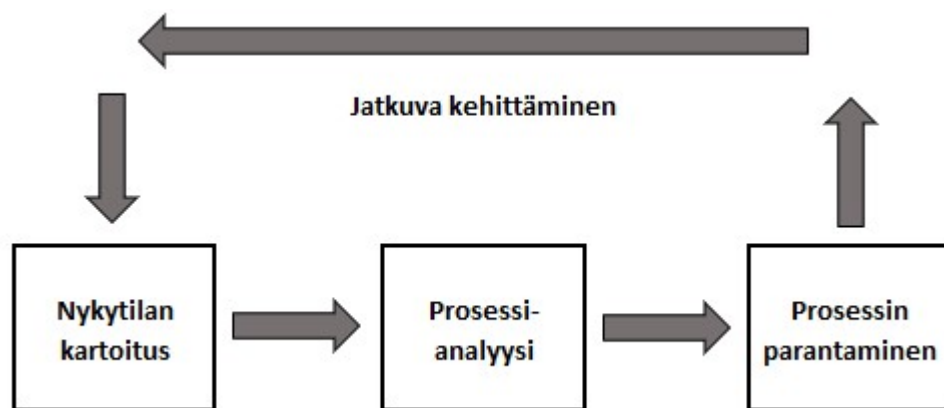 Jatkuva kehittäminen
Nykytilan
kartoitus
Prosessi-
analyysi
Prosessin
parantaminen